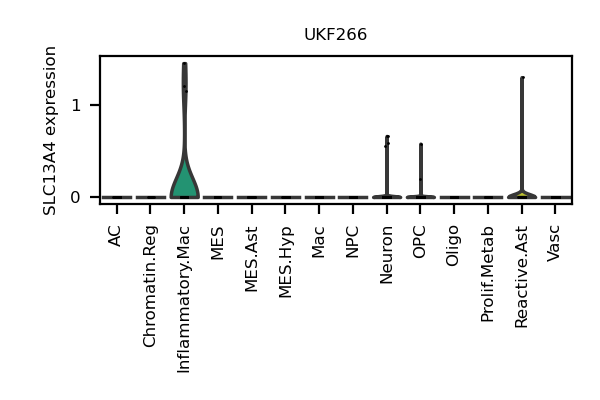 UKF266
SLC13A4 expression
1
0
AC
Chromatin.Reg
Inflammatory.Mac
MES
MES.Ast
MES.Hyp
Mac
NPC
Neuron
OPC
Oligo
Prolif.Metab
Reactive.Ast
Vasc